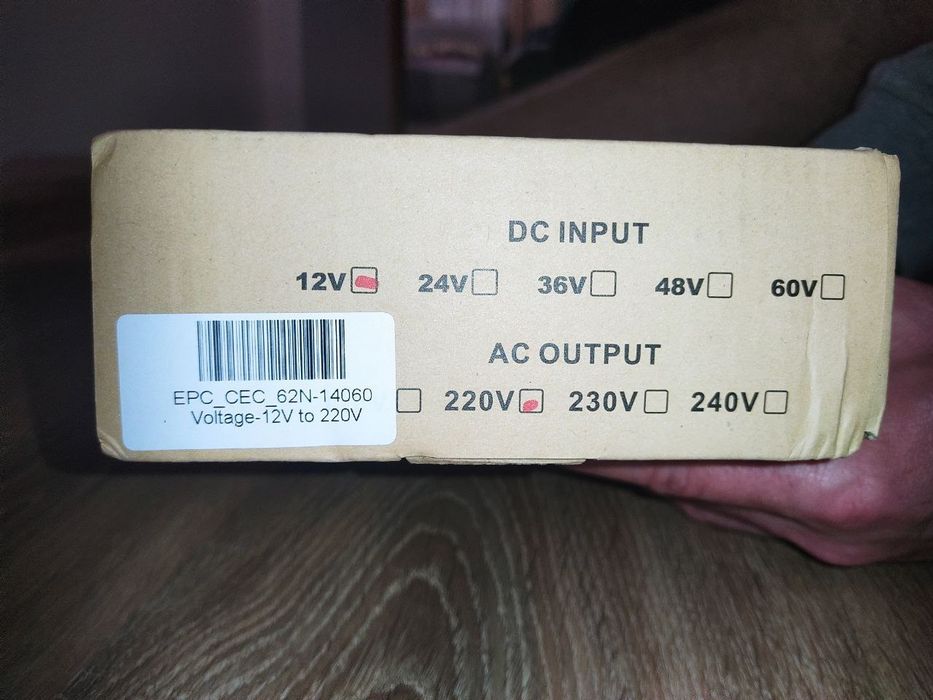 DC INPUT
12V 24V 36V 48V 60V
AC OUTPUT
220V 230V 240V
EPC_CEC_62N-14060
Voltage-12V to 220V